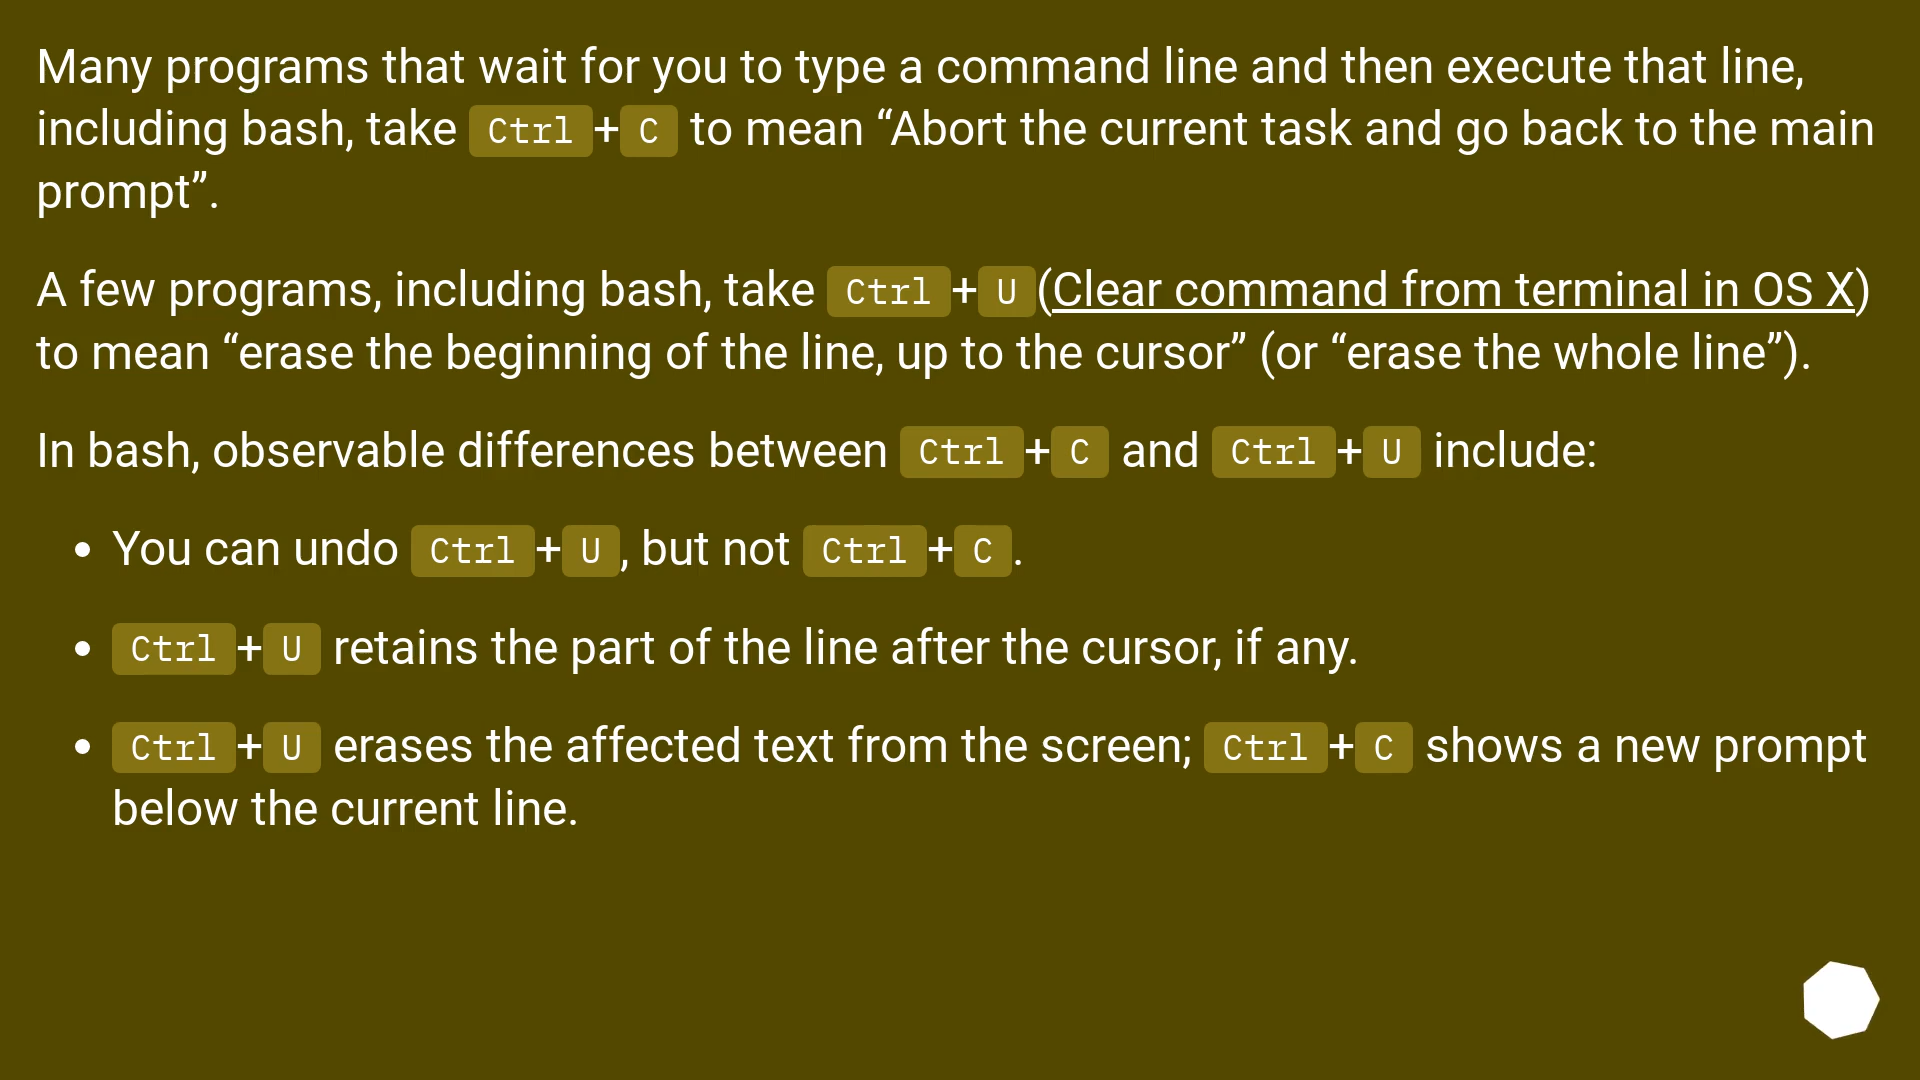 Many programs that wait for you to type a command line and then execute that line,
including bash, take Ctrl+C to mean “Abort the current task and go back to the main
prompt”.
A few programs, including bash, take Ctrl+U(Clear command from terminal in OS X)
to mean “erase the beginning of the line, up to the cursor” (or “erase the whole line”).
In bash, observable differences between Ctrl+C and Ctrl+U include:
• You can undo Ctrl+U, but not Ctrl+C.
• Ctrl+U retains the part of the line after the cursor, if any.
• Ctrl+U erases the affected text from the screen; Ctrl+C shows a new prompt
below the current line.